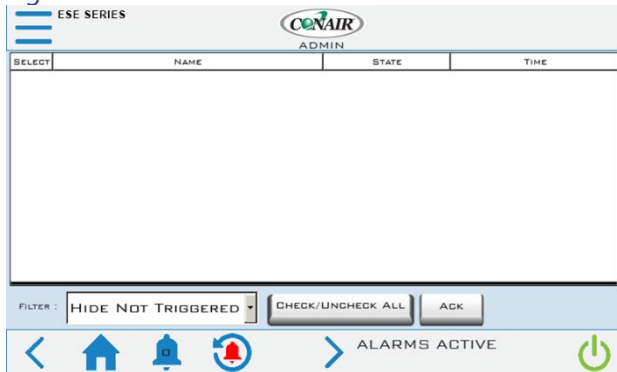 ESE SERIES
CONAIR
ADMIN
SELECT NAME STATE TIME
FILTER : HIDE NOT TRIGGERED CHECK/UNCHECK ALL ACK
0
ALARMS ACTIVE